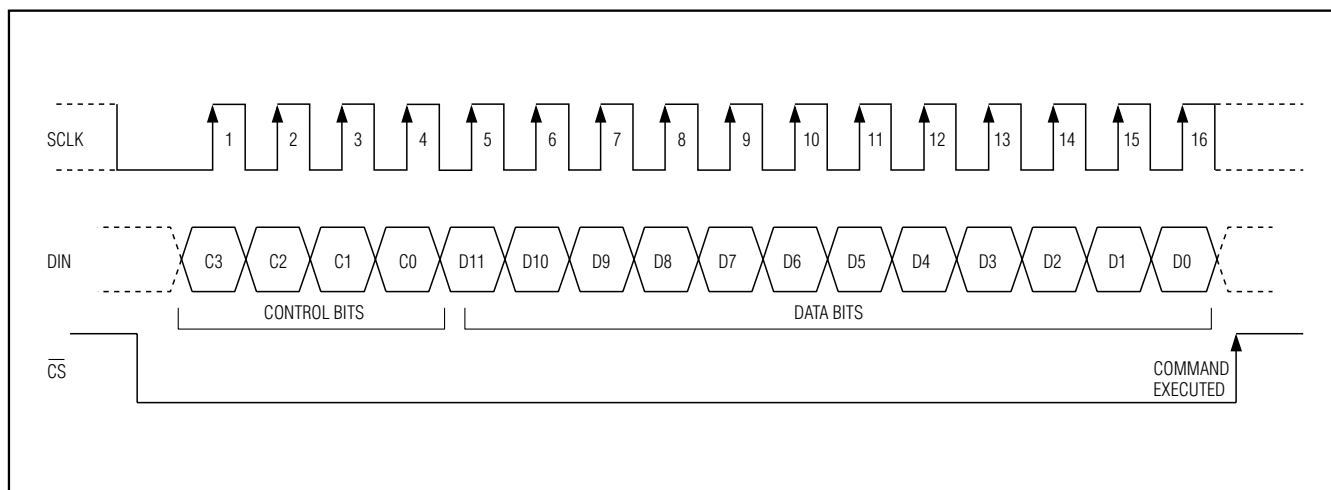 SCLK 1 2 3 4 5 6 7 8 9 10 11 12 13 14 15 16
DIN C3 C2 C1 C0 D11 D10 D9 D8 D7 D6 D5 D4 D3 D2 D1 D0
CONTROL BITS DATA BITS
C̅S̅
COMMAND
EXECUTED